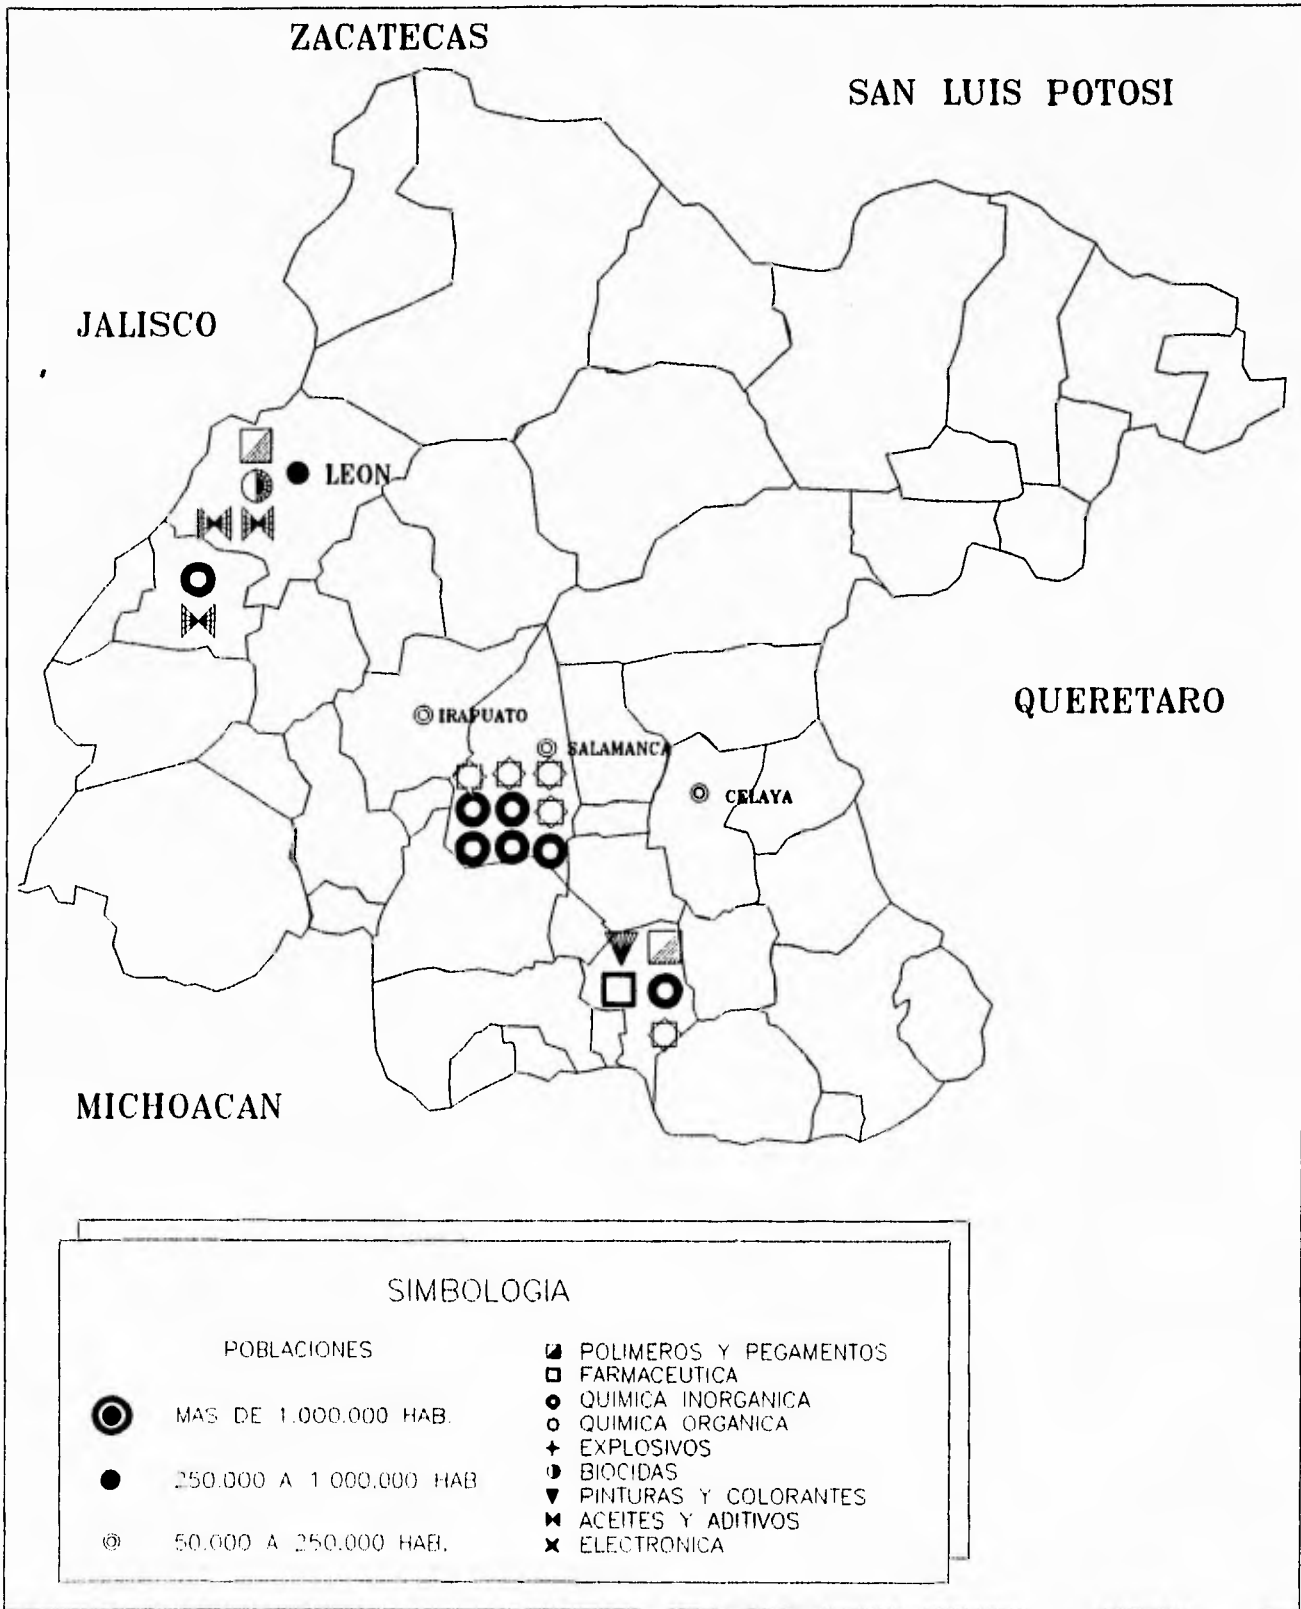 ZACATECAS
SAN LUIS POTOSI
JALISCO
LEON
QUERETARO
IRAPUATO
SALAMANCA
CELAYA
MICHOACAN
SIMBOLOGIA
POBLACIONES
MAS DE 1.000.000 HAB.
250.000 A 1 000.000 HAB
50.000 A 250.000 HAB.
POLIMEROS Y PEGAMENTOS
FARMACEUTICA
QUIMICA INORGANICA
QUIMICA ORGANICA
EXPLOSIVOS
BIOCIDAS
PINTURAS Y COLORANTES
ACEITES Y ADITIVOS
ELECTRONICA